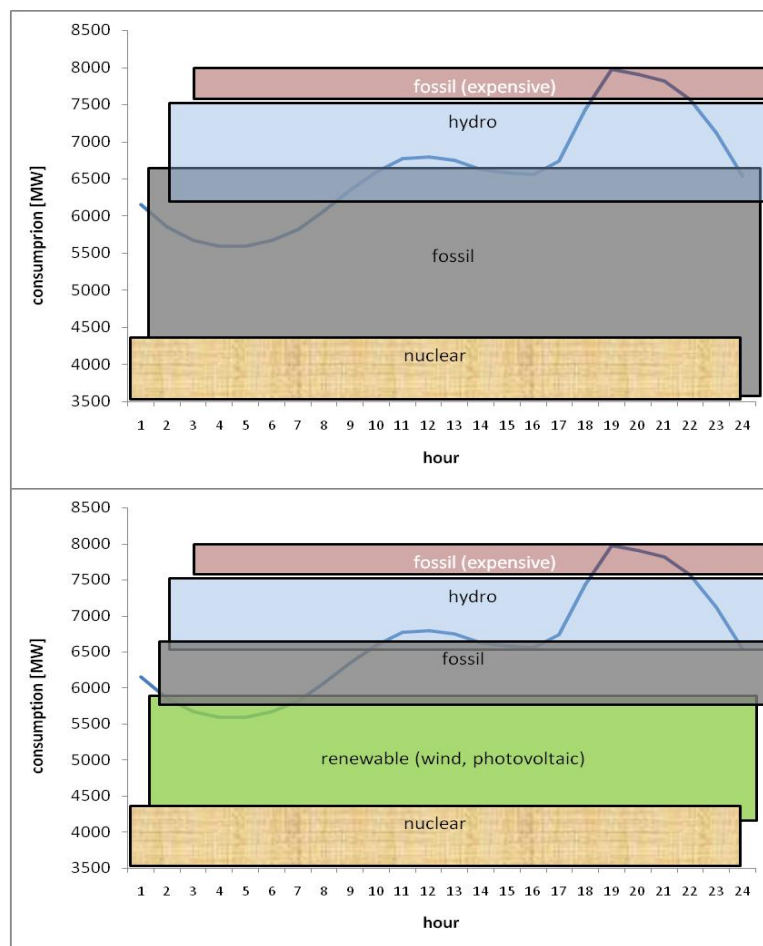 8500
8000
fossil (expensive)
7500
hydro
7000
6500
6000
fossil
5500
5000
4500
nuclear
4000
3500
consumprion [MW]
1 2 3 4 5 6 7 8 9 10 11 12 13 14 15 16 17 18 19 20 21 22 23 24
hour
8500
8000
fossil (expensive)
7500
hydro
7000
6500
fossil
6000
5500
5000
renewable (wind, photovoltaic)
4500
nuclear
4000
3500
consumption [MW]
1 2 3 4 5 6 7 8 9 10 11 12 13 14 15 16 17 18 19 20 21 22 23 24
hour